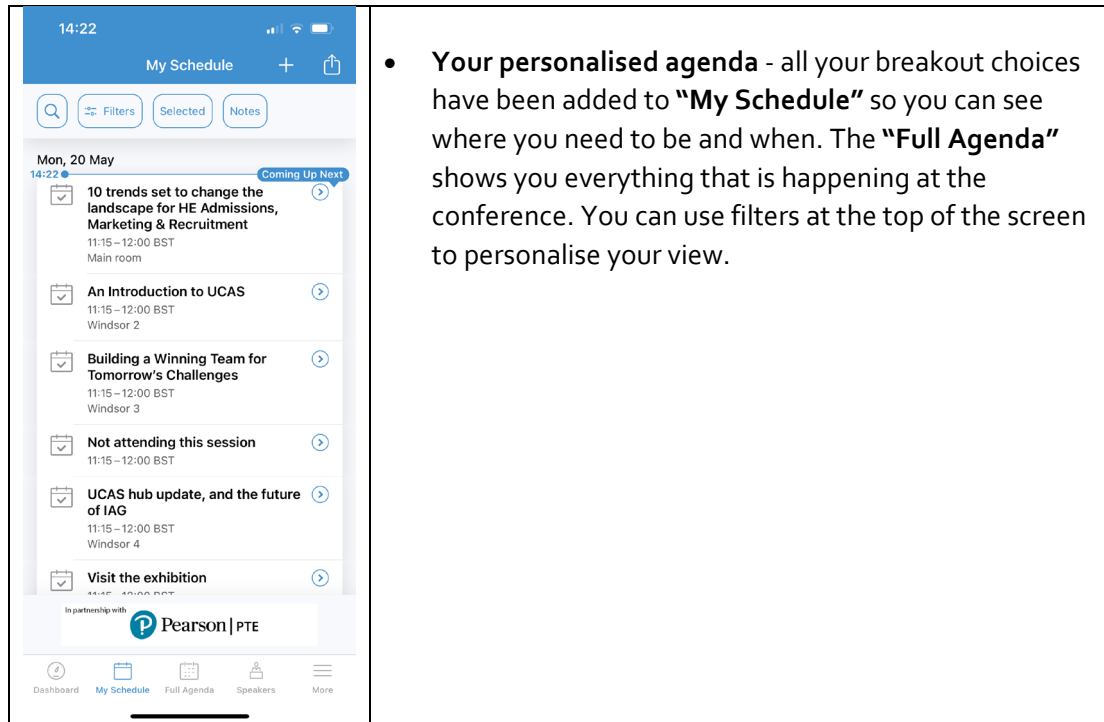 14:22
My Schedule
Filters
Selected
Notes
Mon, 20 May
14:22
Coming Up Next
10 trends set to change the
landscape for HE Admissions,
Marketing & Recruitment
11:15–12:00 BST
Main room
An Introduction to UCAS
11:15–12:00 BST
Windsor 2
Building a Winning Team for
Tomorrow's Challenges
11:15–12:00 BST
Windsor 3
Not attending this session
11:15–12:00 BST
UCAS hub update, and the future
of IAG
11:15–12:00 BST
Windsor 4
Visit the exhibition
11:15–12:00 BST
In partnership with
Pearson | PTE
Dashboard
My Schedule
Full Agenda
Speakers
More
• Your personalised agenda - all your breakout choices
have been added to “My Schedule” so you can see
where you need to be and when. The “Full Agenda”
shows you everything that is happening at the
conference. You can use filters at the top of the screen
to personalise your view.